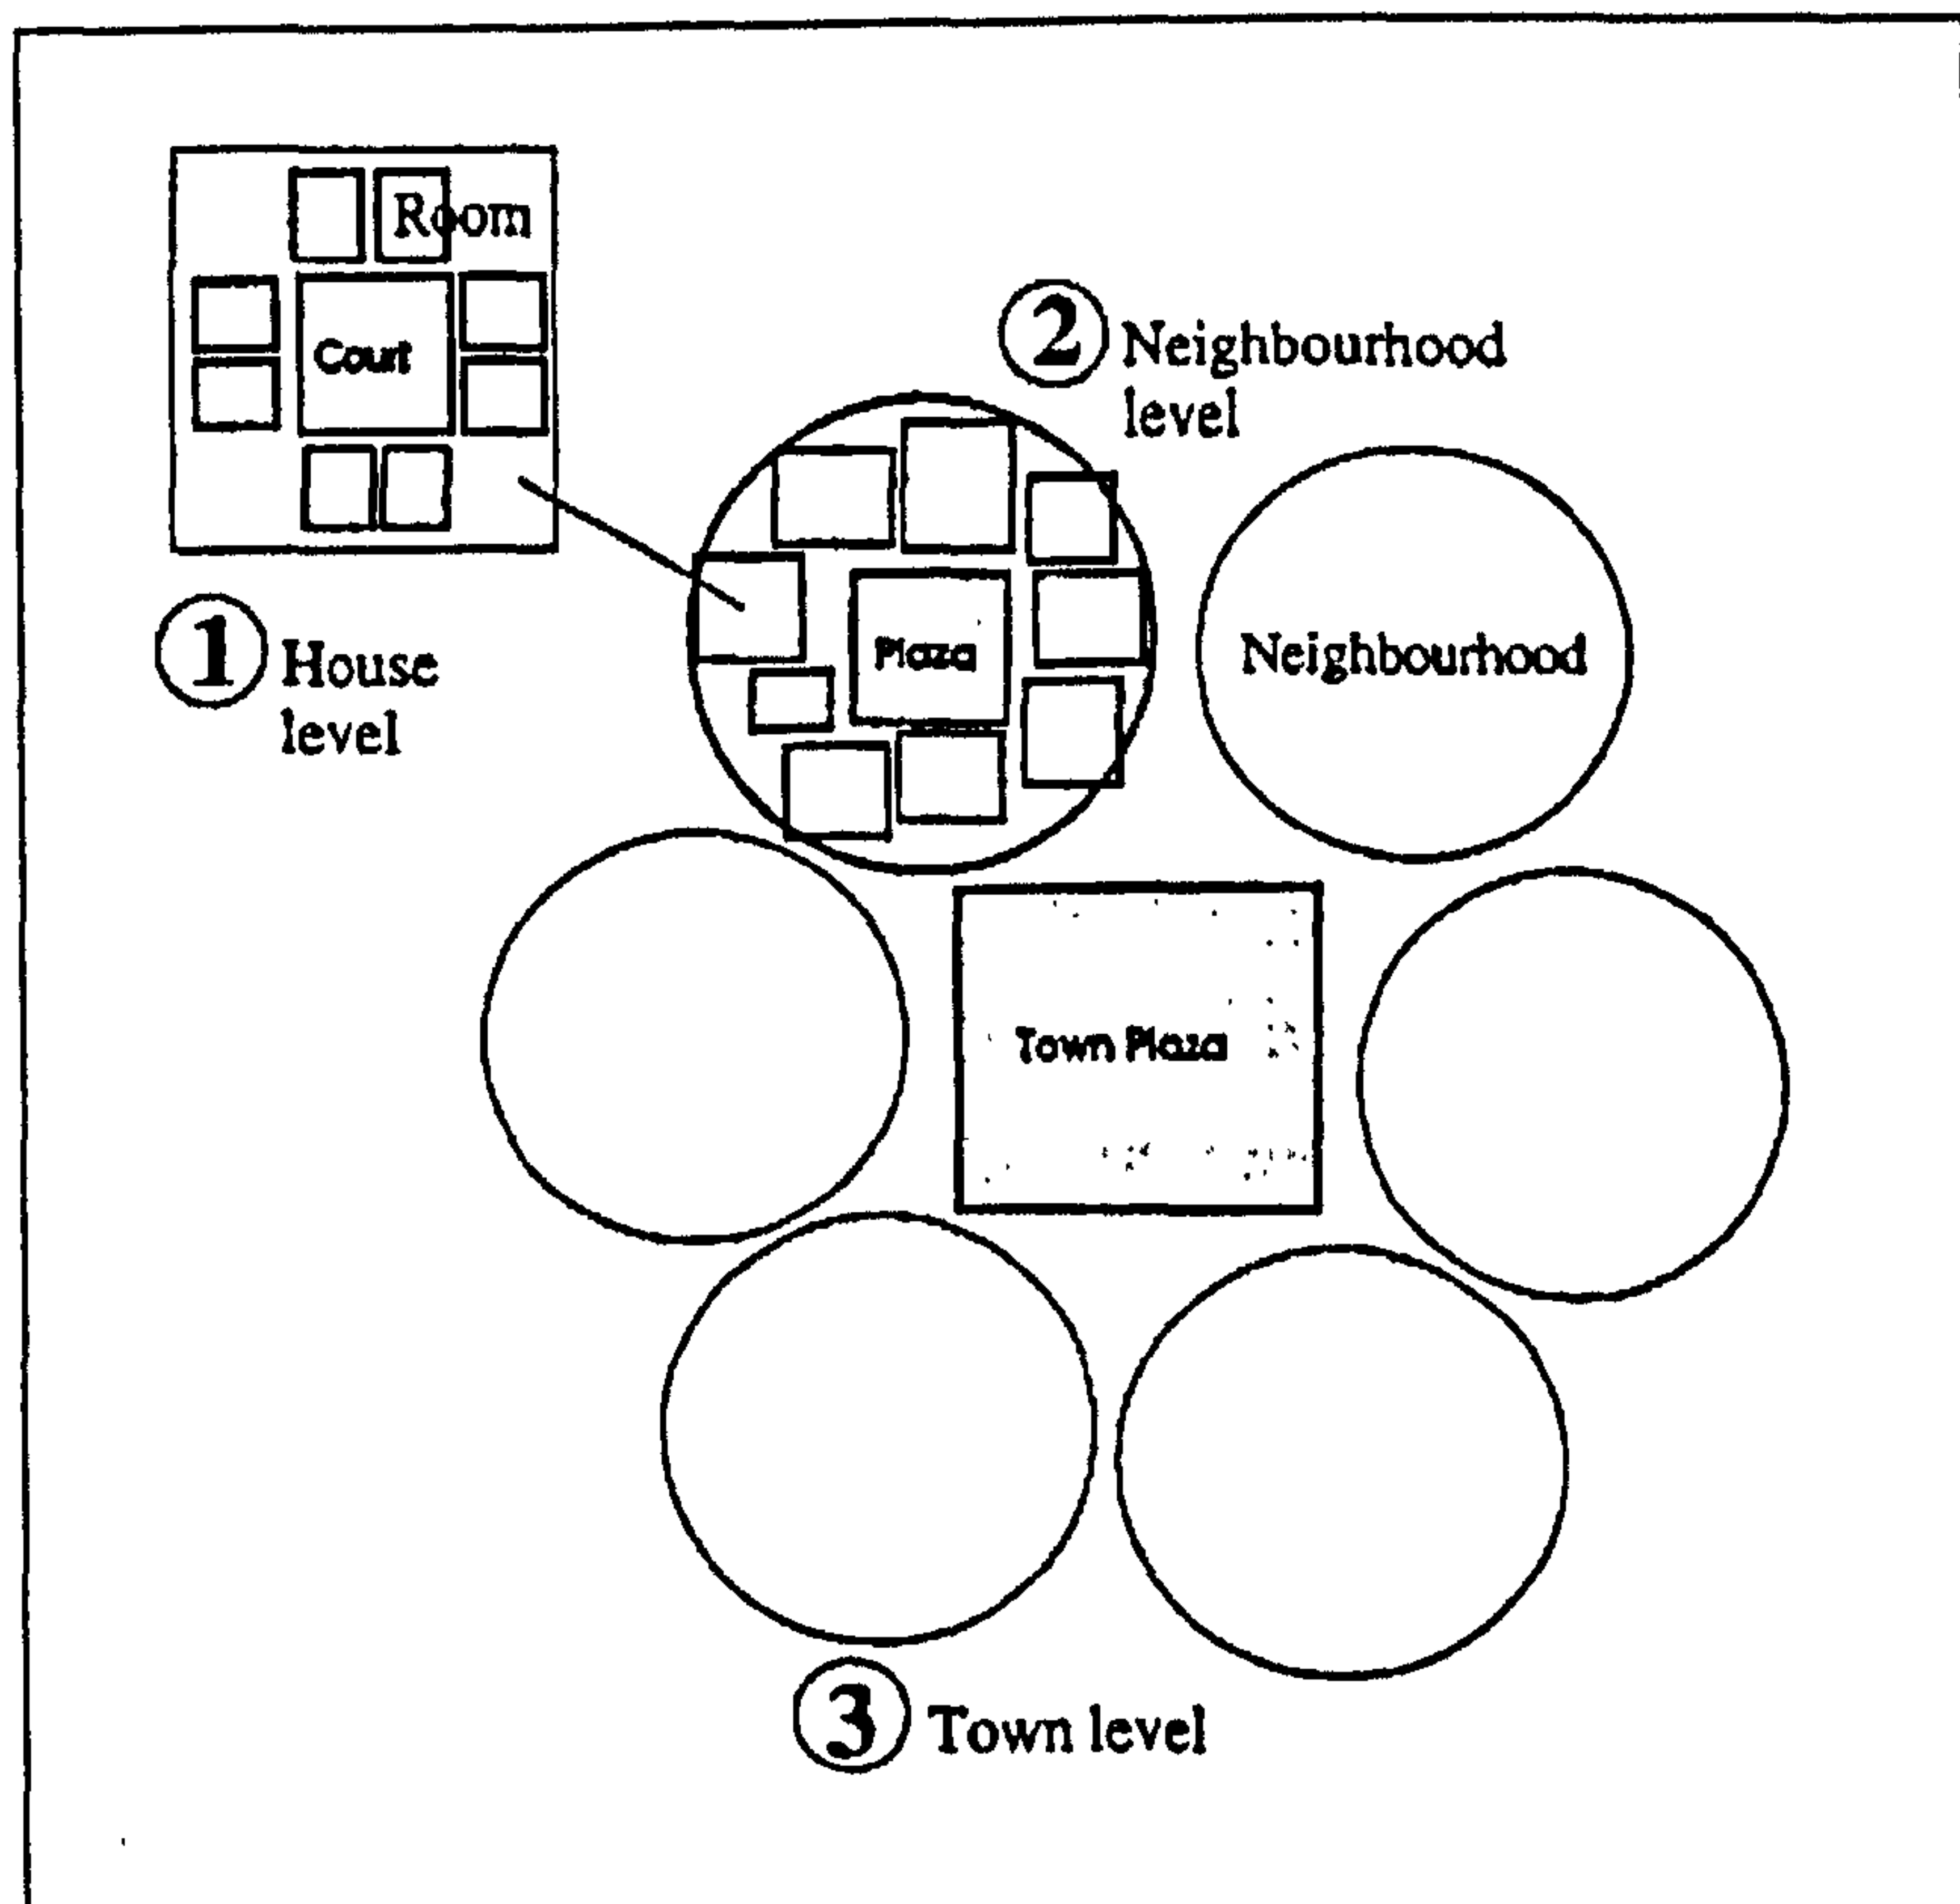 Room
Court
1 House
level
2 Neighbourhood
level
Plaza
Neighbourhood
Town Plaza
3 Town level